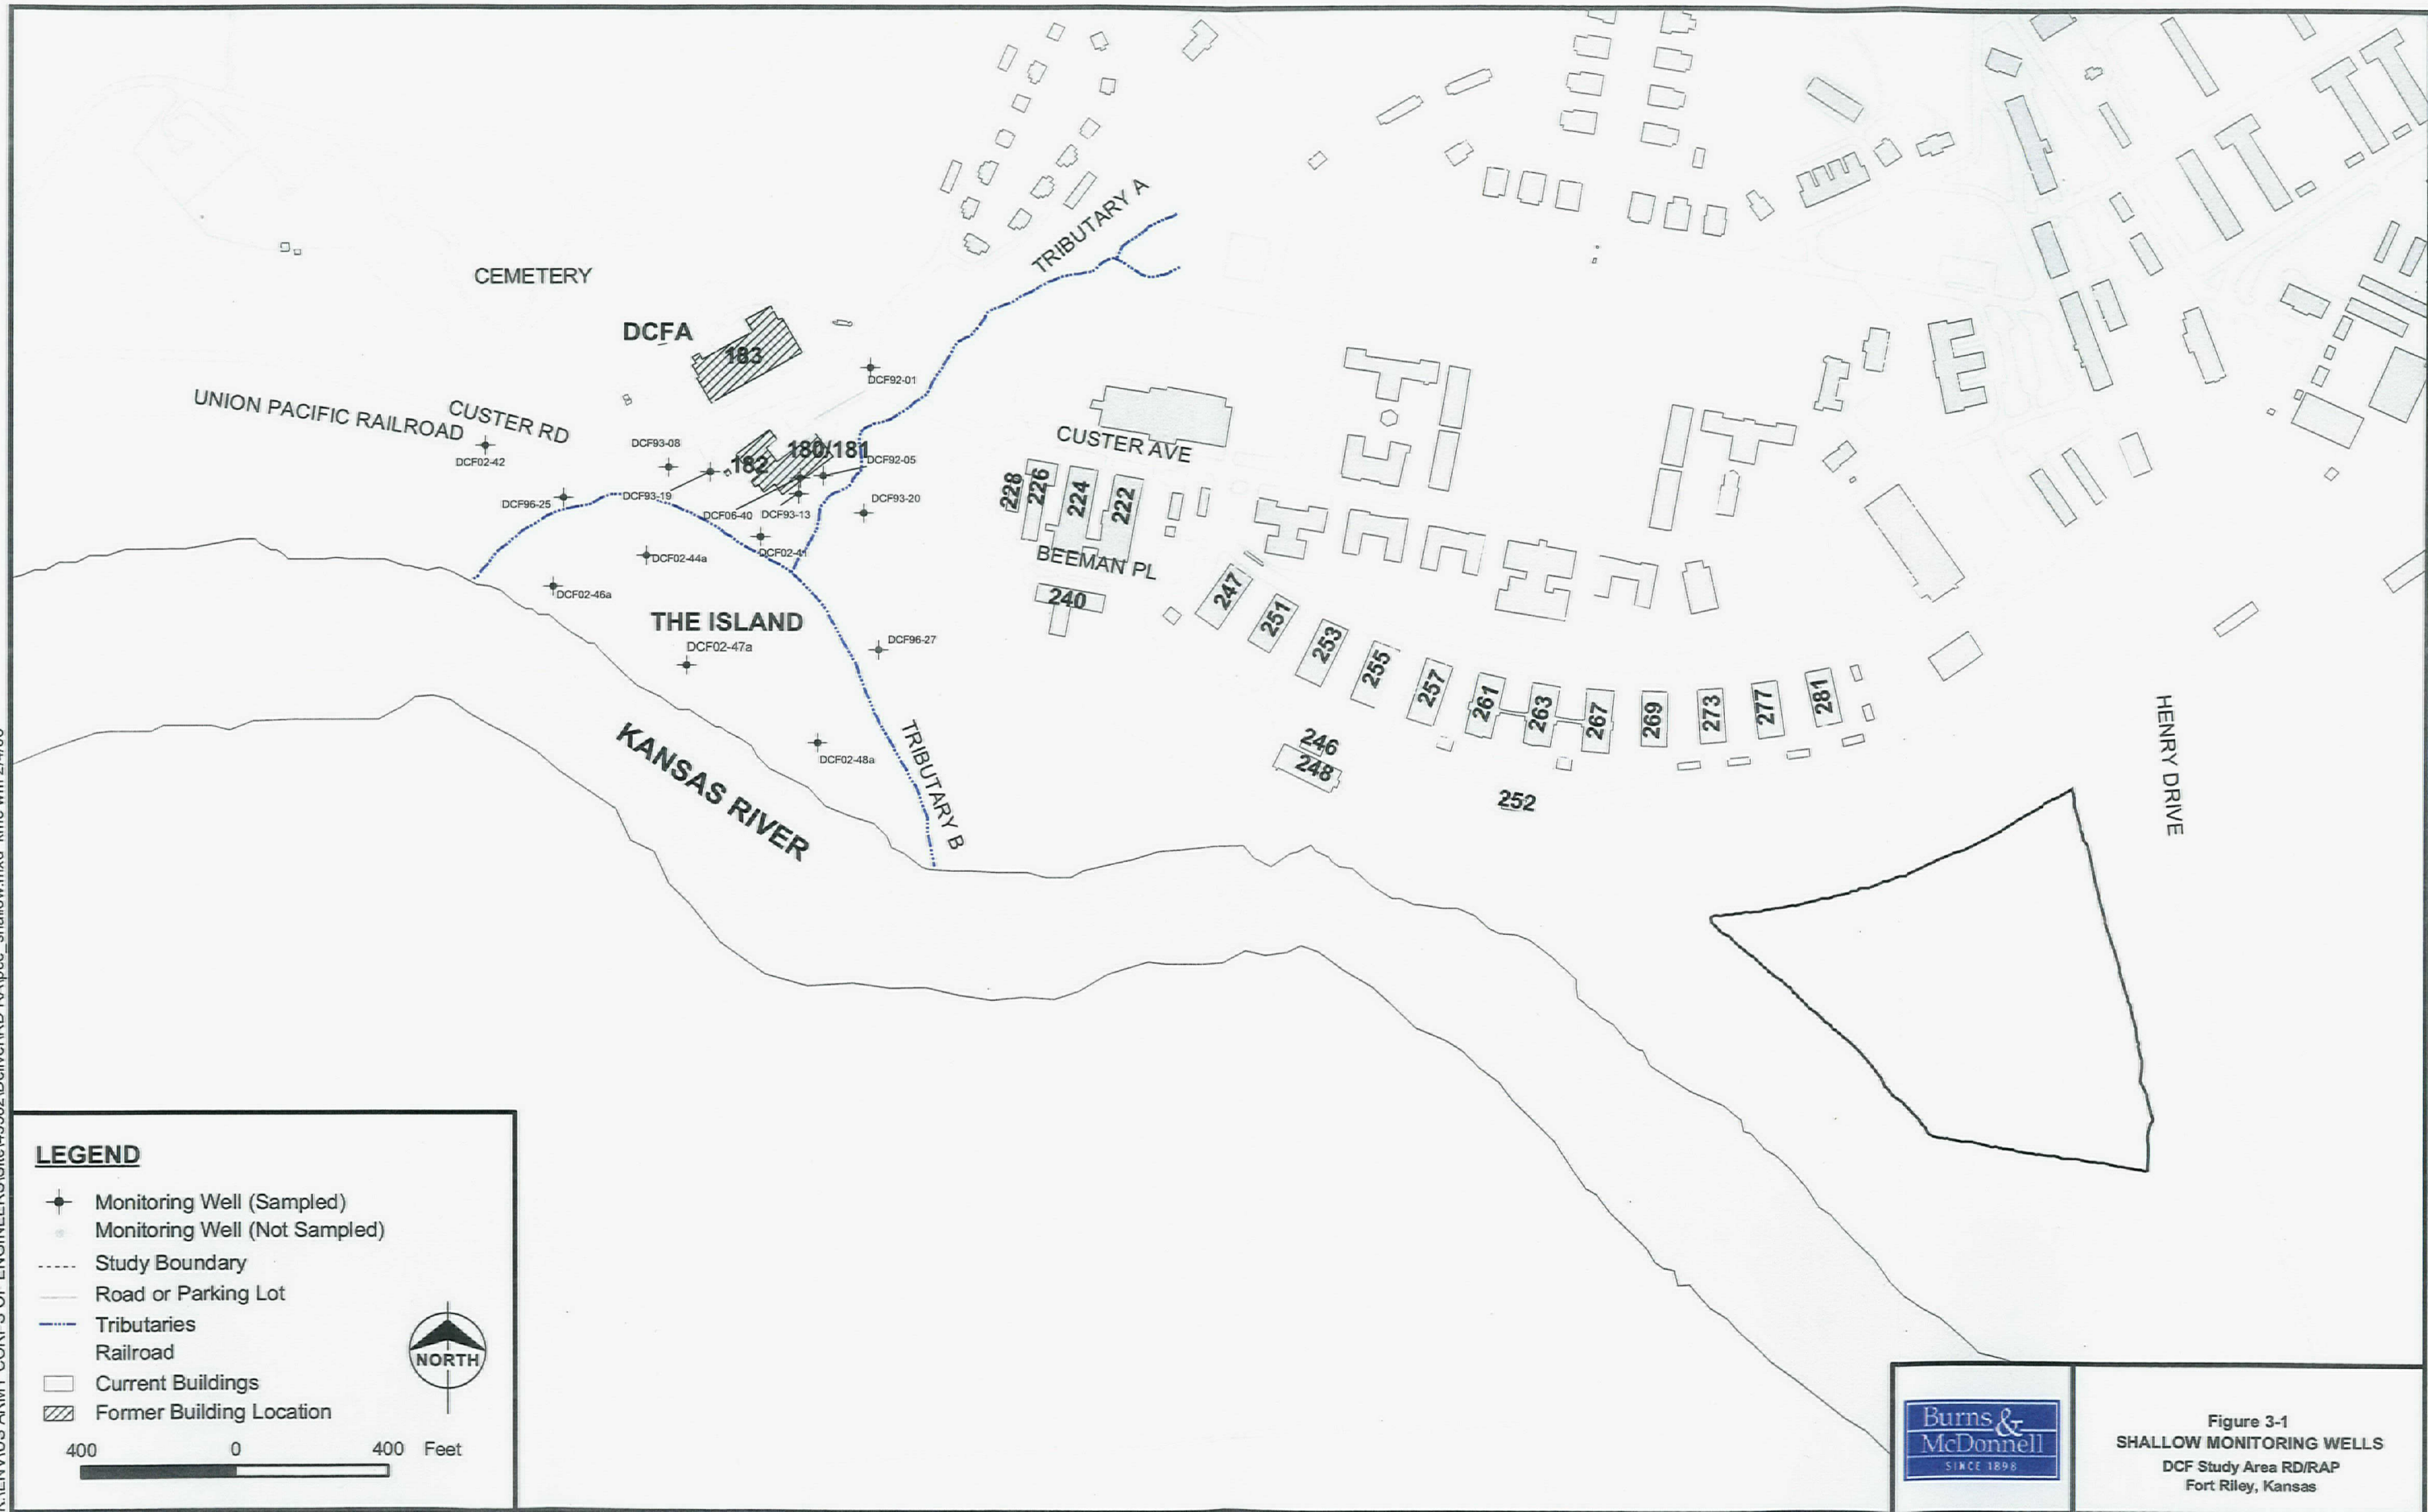 TRIBUTARY A
CEMETERY
DCFA
183
DCF92-01
UNION PACIFIC RAILROAD
CUSTER RD
DCF02-42
DCF93-08
182
180/181
DCF92-05
DCF93-19
DCF96-25
DCF06-40
DCF93-13
DCF93-20
DCF02-41
DCF02-44a
DCF02-46a
THE ISLAND
DCF02-47a
DCF96-27
DCF02-48a
KANSAS RIVER
TRIBUTARY B
CUSTER AVE
228
226
224
222
BEEMAN PL
240
247
251
253
255
257
261
263
267
269
273
277
281
246
248
252
HENRY DRIVE
LEGEND
Monitoring Well (Sampled)
Monitoring Well (Not Sampled)
Study Boundary
Road or Parking Lot
Tributaries
Railroad
Current Buildings
Former Building Location
NORTH
400 0 400 Feet
Burns &
McDonnell
SINCE 1898
Figure 3-1
SHALLOW MONITORING WELLS
DCF Study Area RD/RAP
Fort Riley, Kansas